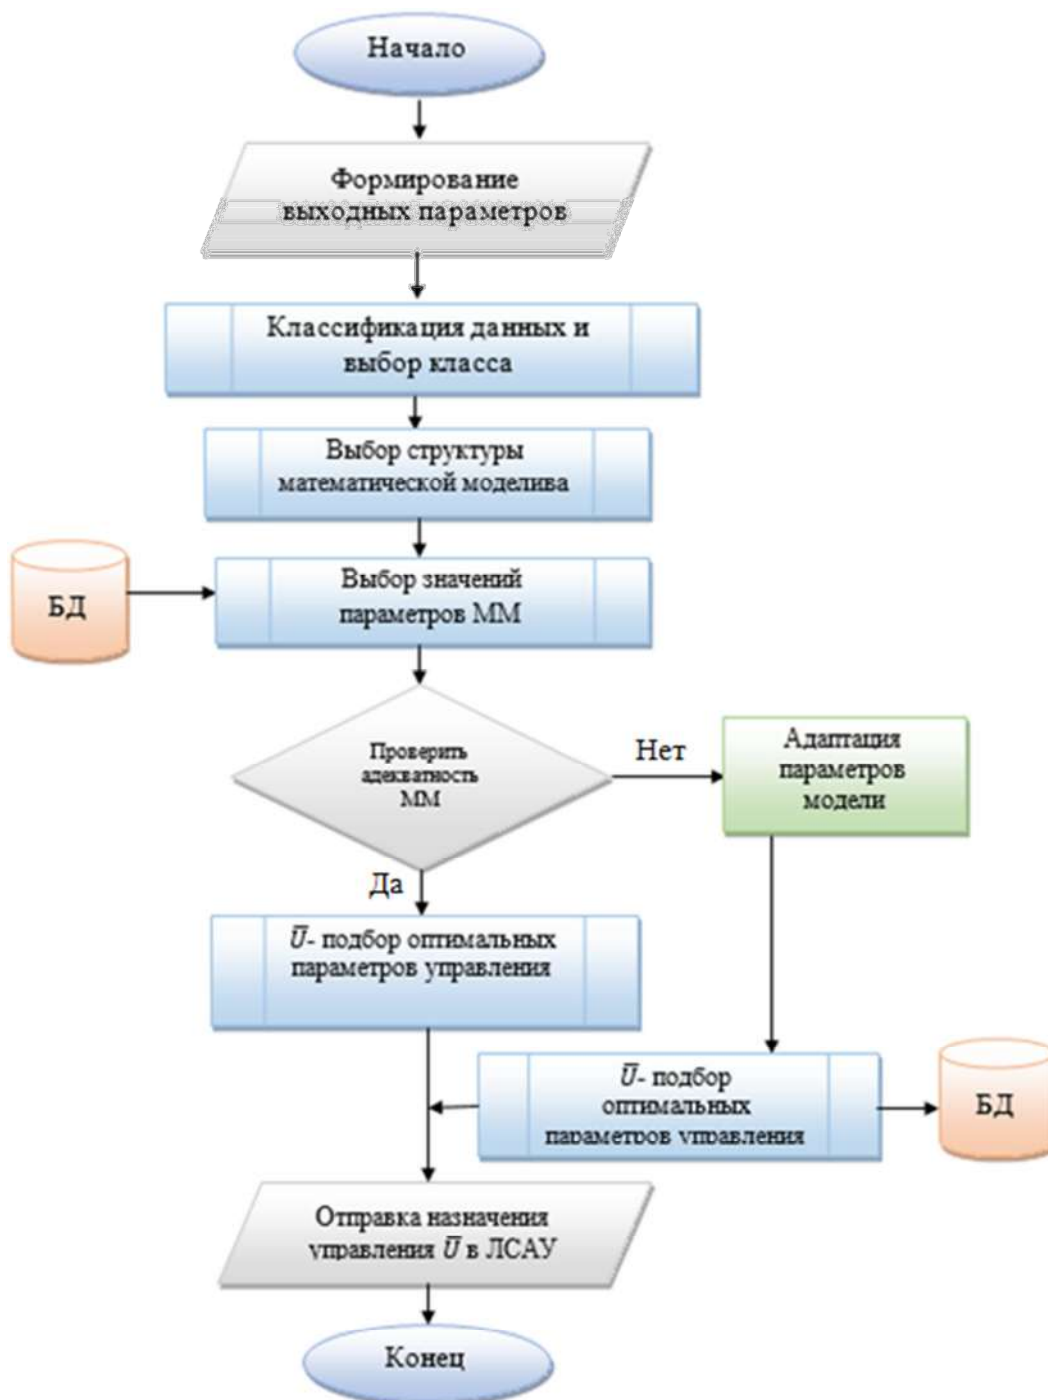 Начало
Формирование
выходных параметров
Классификация данных и
выбор класса
Выбор структуры
математической моделива
БД
Выбор значений
параметров ММ
Проверить
адекватность
ММ
Нет
Адаптация
параметров
модели
Да
U̅- подбор оптимальных
параметров управления
U̅- подбор
оптимальных
параметров управления
БД
Отправка назначения
управления U̅ в ЛСАУ
Конец